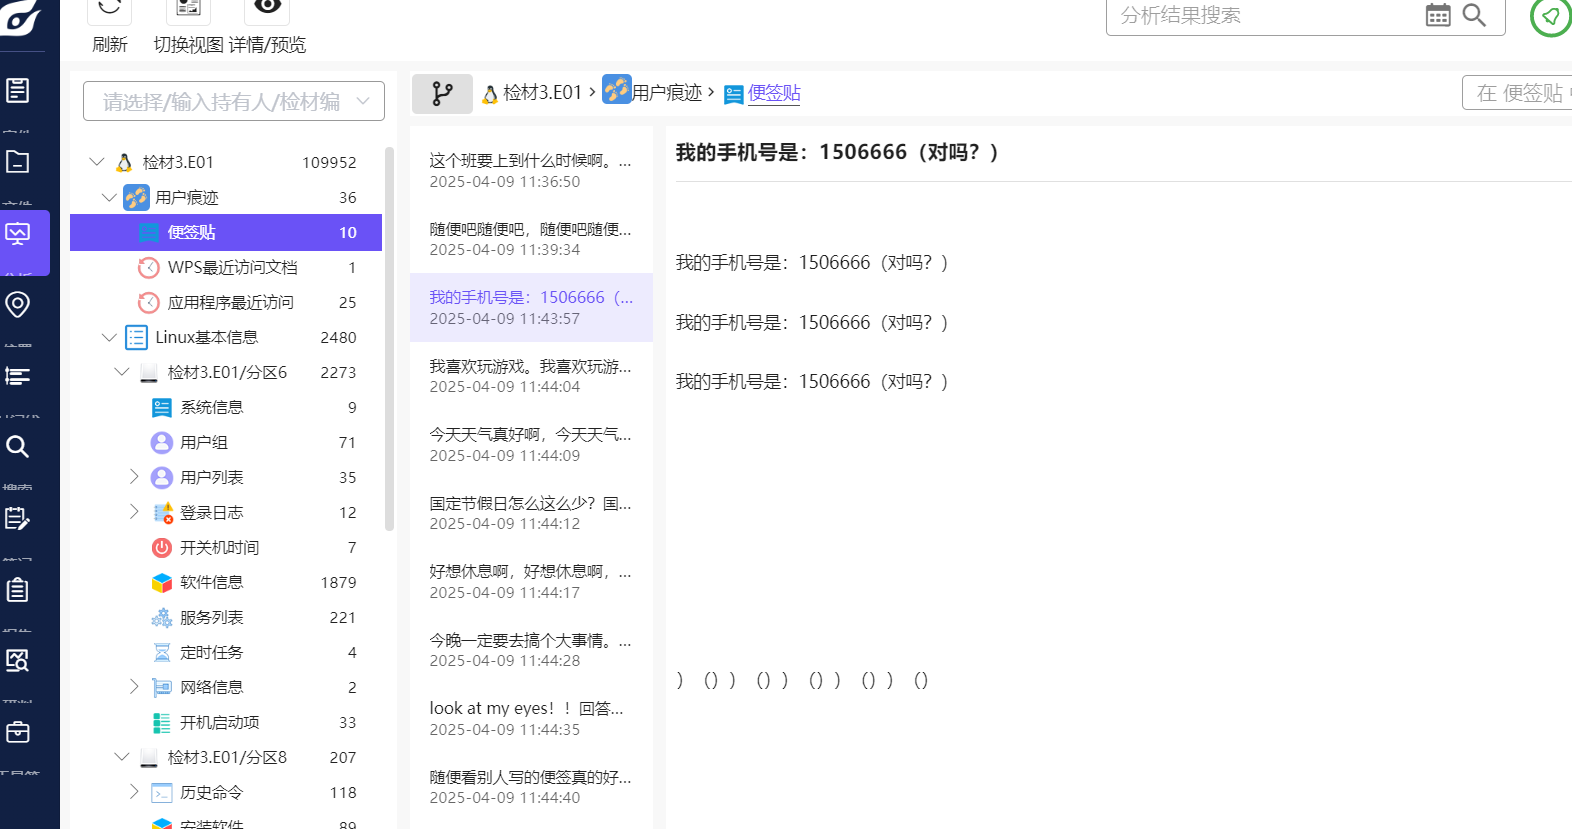 刷新
切换视图
详情/预览
分析结果搜索
请选择/输入持有人/检材编
检材3.E01 109952
用户痕迹 36
便签贴 10
WPS最近访问文档 1
应用程序最近访问 25
Linux基本信息 2480
检材3.E01/分区6 2273
系统信息 9
用户组 71
用户列表 35
登录日志 12
开关机时间 7
软件信息 1879
服务列表 221
定时任务 4
网络信息 2
开机启动项 33
检材3.E01/分区8 207
历史命令 118
安装软件 89
检材3.E01 › 用户痕迹 › 便签贴
在 便签贴
这个班要上到什么时候啊。...
2025-04-09 11:36:50
随便吧随便吧，随便吧随便...
2025-04-09 11:39:34
我的手机号是：1506666（...
2025-04-09 11:43:57
我喜欢玩游戏。我喜欢玩游...
2025-04-09 11:44:04
今天天气真好啊，今天天气...
2025-04-09 11:44:09
国定节假日怎么这么少？国...
2025-04-09 11:44:12
好想休息啊，好想休息啊，...
2025-04-09 11:44:17
今晚一定要去搞个大事情。...
2025-04-09 11:44:28
look at my eyes！！回答...
2025-04-09 11:44:35
随便看别人写的便签真的好...
2025-04-09 11:44:40
我的手机号是：1506666（对吗？）
我的手机号是：1506666（对吗？）
我的手机号是：1506666（对吗？）
我的手机号是：1506666（对吗？）
）（）（）（）（）（）（）（）（）